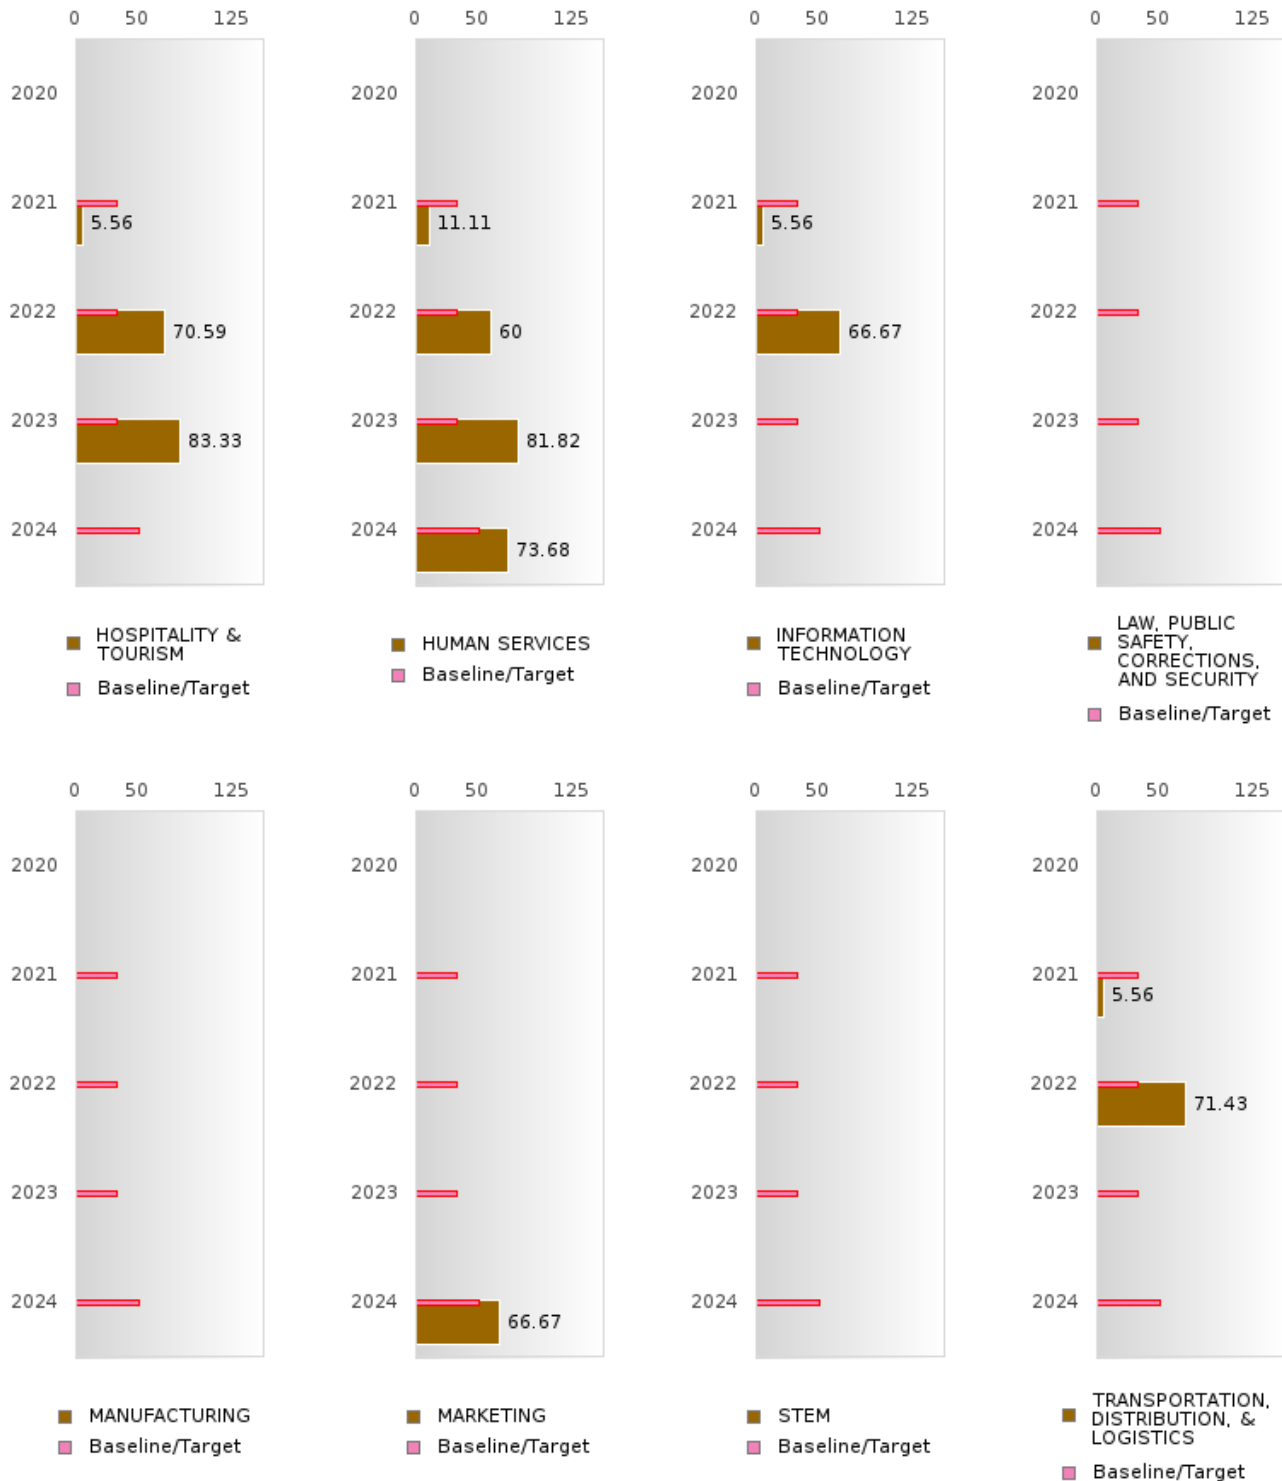 0 50 125 0 50 125 0 50 125 0 50 125
2020 2020 2020 2020
2021 2021 2021 2021
5.56 11.11 5.56
2022 2022 2022 2022
70.59 60 66.67
2023 2023 2023 2023
83.33 81.82
2024 2024 2024 2024
73.68
HOSPITALITY &
TOURISM
Baseline/Target
HUMAN SERVICES
Baseline/Target
INFORMATION
TECHNOLOGY
Baseline/Target
LAW, PUBLIC
SAFETY,
CORRECTIONS,
AND SECURITY
Baseline/Target
0 50 125 0 50 125 0 50 125 0 50 125
2020 2020 2020 2020
2021 2021 2021 2021
5.56
2022 2022 2022 2022
71.43
2023 2023 2023 2023
2024 2024 2024 2024
66.67
MANUFACTURING
Baseline/Target
MARKETING
Baseline/Target
STEM
Baseline/Target
TRANSPORTATION,
DISTRIBUTION, &
LOGISTICS
Baseline/Target